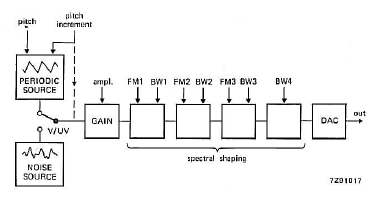 pitch
pitch
increment
PERIODIC
SOURCE
V/UV
NOISE
SOURCE
ampl.
GAIN
FM1 BW1 FM2 BW2 FM3 BW3 BW4
spectral shaping
DAC
out
7Z81017